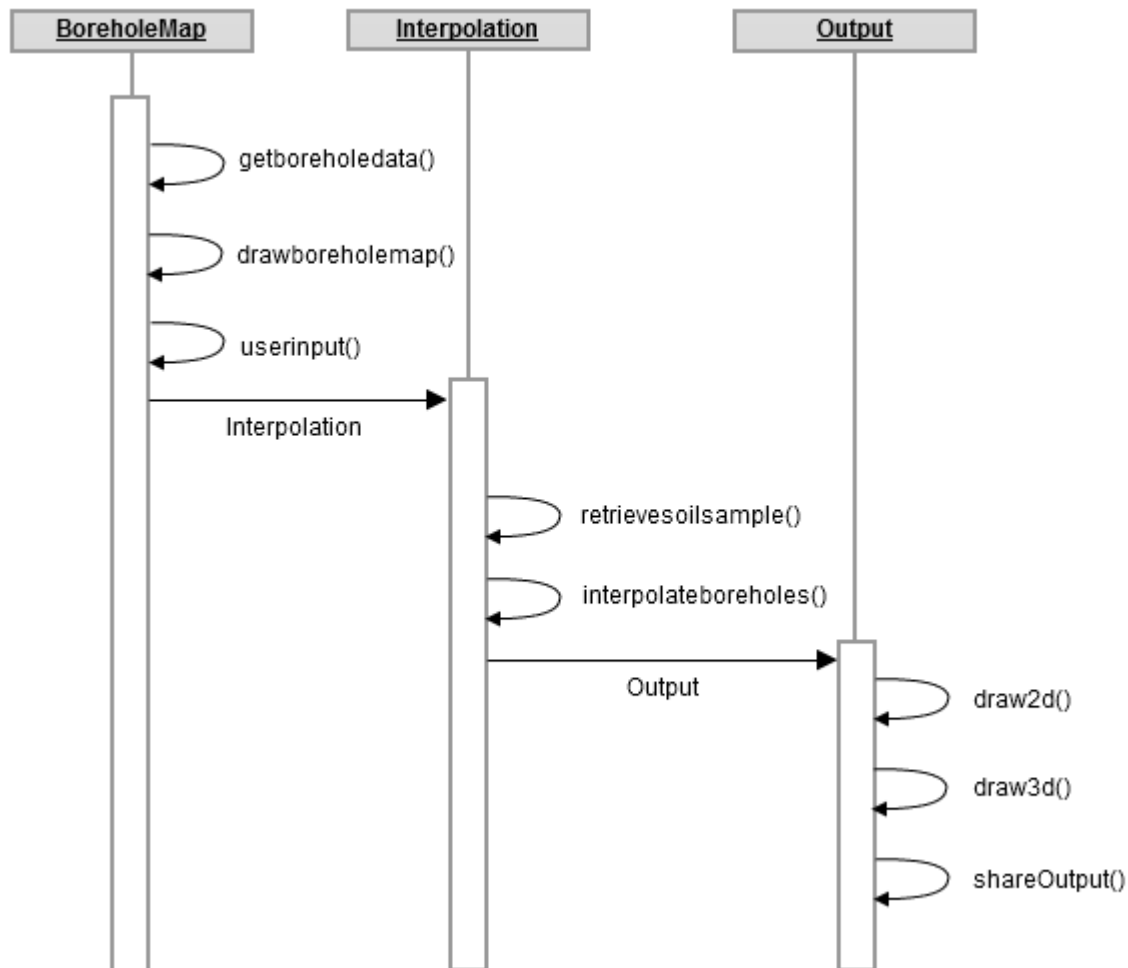 BoreholeMap
Interpolation
Output
getboreholedata()
drawboreholemap()
userinput()
Interpolation
retrievesoilsample()
interpolateboreholes()
Output
draw2d()
draw3d()
shareOutput()